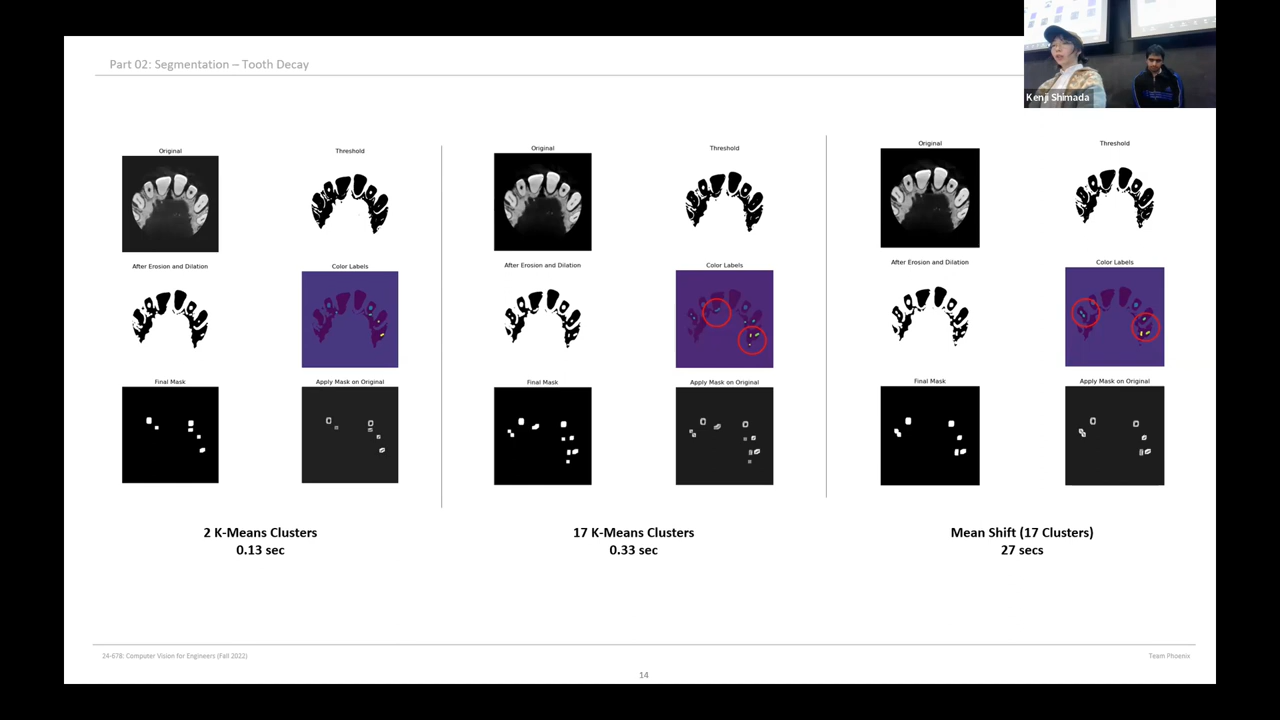 Part 02: Segmentation – Tooth Decay
Kenji Shimada
Original
Threshold
After Erosion and Dilation
Color Labels
Final Mask
Apply Mask on Original
2 K-Means Clusters
0.13 sec
Original
Threshold
After Erosion and Dilation
Color Labels
Final Mask
Apply Mask on Original
17 K-Means Clusters
0.33 sec
Original
Threshold
After Erosion and Dilation
Color Labels
Final Mask
Apply Mask on Original
Mean Shift (17 Clusters)
27 secs
24-678: Computer Vision for Engineers (Fall 2022)
Team Phoenix
14